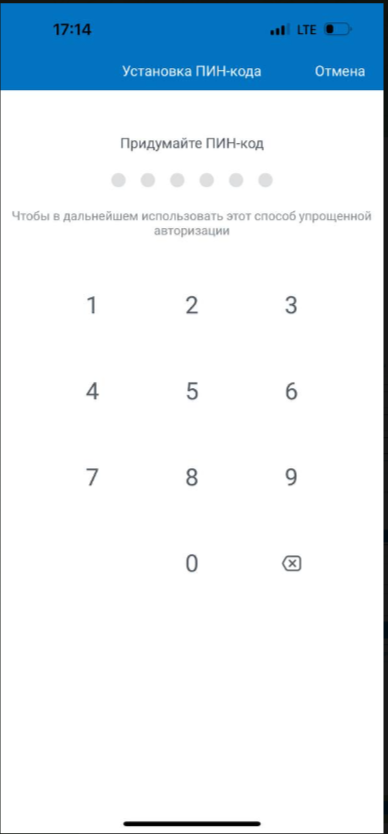 17:14 LTE
Установка ПИН-кода Отмена
Придумайте ПИН-код
Чтобы в дальнейшем использовать этот способ упрощенной
авторизации
1 2 3
4 5 6
7 8 9
0